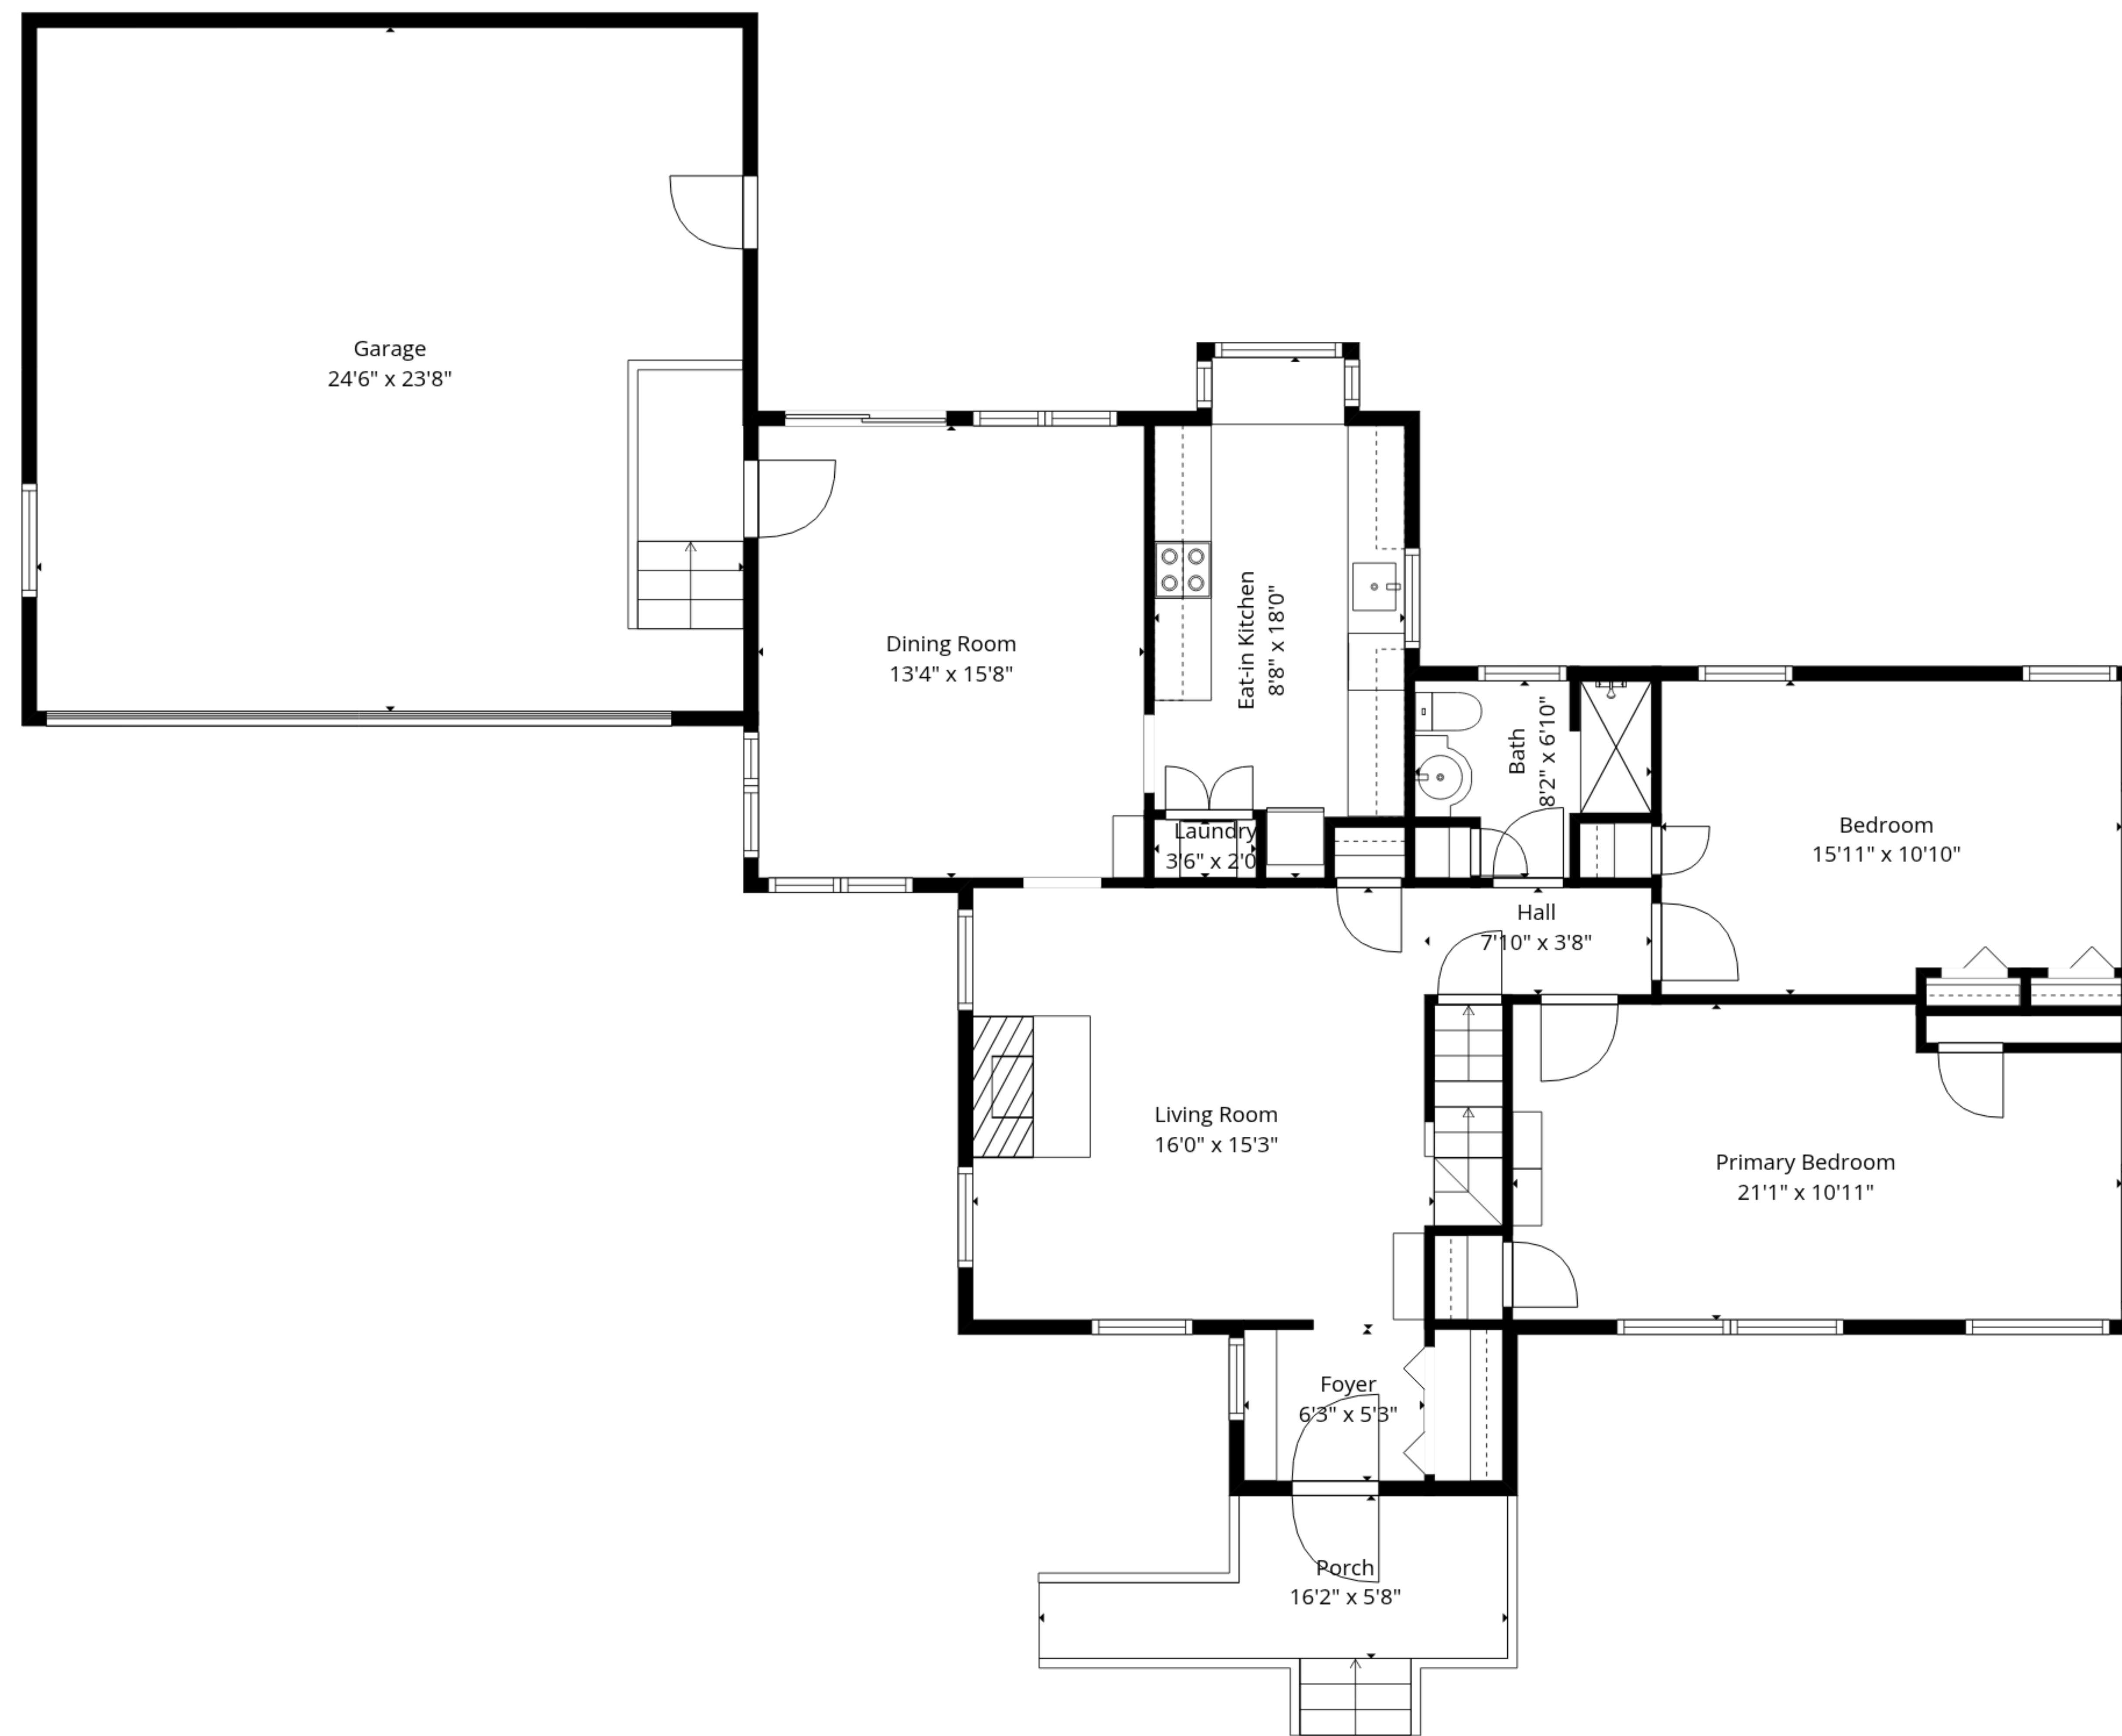 Garage
24'6" x 23'8"
Dining Room
13'4" x 15'8"
Eat-in Kitchen
8'8" x 18'0"
Bath
8'2" x 6'10"
Laundry
3'6" x 2'0
Bedroom
15'11" x 10'10"
Hall
7'10" x 3'8"
Living Room
16'0" x 15'3"
Primary Bedroom
21'1" x 10'11"
Foyer
6'3" x 5'3"
Porch
16'2" x 5'8"